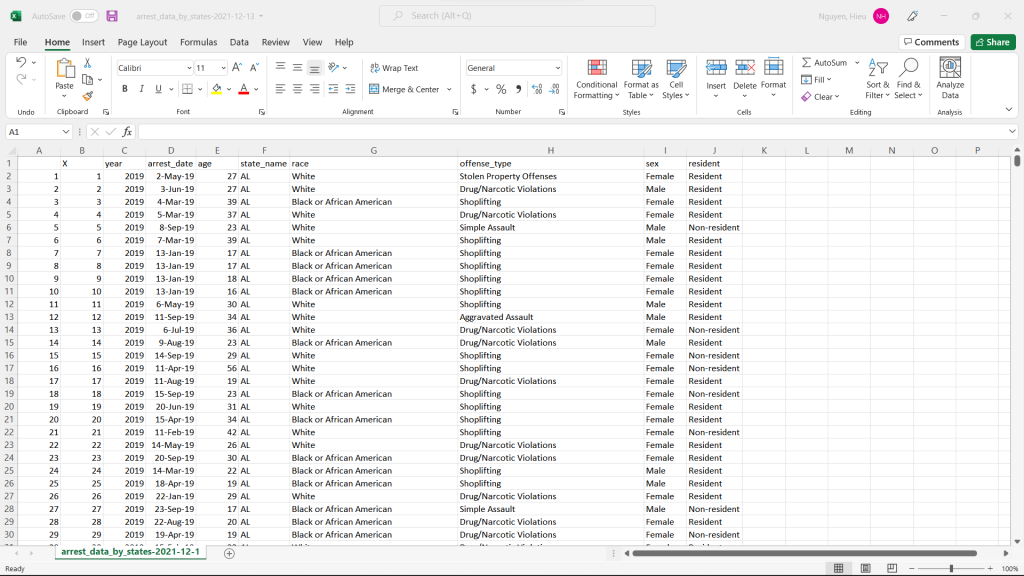 AutoSave Off arrest_data_by_states-2021-12-13 Search (Alt+Q) Nguyen, Hieu NH
File Home Insert Page Layout Formulas Data Review View Help Comments Share
Calibri 11 Wrap Text General AutoSum
Paste B I U Merge & Center $ % Conditional Formatting Format as Table Cell Styles Insert Delete Format Fill Clear Sort & Filter Find & Select Analyze Data
Undo Clipboard Font Alignment Number Styles Cells Editing Analysis
A1 fx
A B C D E F G H I J K L M N O P
1 X year arrest_date age state_name race offense_type sex resident
2 1 1 2019 2-May-19 27 AL White Stolen Property Offenses Female Resident
3 2 2 2019 3-Jun-19 27 AL White Drug/Narcotic Violations Male Resident
4 3 3 2019 4-Mar-19 39 AL Black or African American Shoplifting Female Resident
5 4 4 2019 5-Mar-19 37 AL White Drug/Narcotic Violations Female Resident
6 5 5 2019 8-Sep-19 23 AL White Simple Assault Male Non-resident
7 6 6 2019 7-Mar-19 39 AL White Shoplifting Male Resident
8 7 7 2019 13-Jan-19 17 AL Black or African American Shoplifting Female Resident
9 8 8 2019 13-Jan-19 17 AL Black or African American Shoplifting Female Resident
10 9 9 2019 13-Jan-19 18 AL Black or African American Shoplifting Female Resident
11 10 10 2019 13-Jan-19 16 AL Black or African American Shoplifting Female Resident
12 11 11 2019 6-May-19 30 AL White Shoplifting Male Resident
13 12 12 2019 11-Sep-19 34 AL White Aggravated Assault Male Resident
14 13 13 2019 6-Jul-19 36 AL White Drug/Narcotic Violations Female Non-resident
15 14 14 2019 9-Aug-19 23 AL Black or African American Drug/Narcotic Violations Male Resident
16 15 15 2019 14-Sep-19 29 AL White Shoplifting Female Non-resident
17 16 16 2019 11-Apr-19 56 AL White Shoplifting Female Non-resident
18 17 17 2019 11-Aug-19 19 AL White Drug/Narcotic Violations Female Resident
19 18 18 2019 15-Sep-19 23 AL Black or African American Shoplifting Female Non-resident
20 19 19 2019 20-Jun-19 31 AL White Shoplifting Female Resident
21 20 20 2019 15-Apr-19 34 AL Black or African American Shoplifting Female Resident
22 21 21 2019 11-Feb-19 42 AL White Shoplifting Female Non-resident
23 22 22 2019 14-May-19 26 AL White Drug/Narcotic Violations Female Resident
24 23 23 2019 20-Sep-19 30 AL Black or African American Drug/Narcotic Violations Female Resident
25 24 24 2019 14-Mar-19 22 AL Black or African American Shoplifting Male Resident
26 25 25 2019 18-Apr-19 19 AL Black or African American Shoplifting Male Resident
27 26 26 2019 22-Jan-19 29 AL White Drug/Narcotic Violations Female Resident
28 27 27 2019 23-Sep-19 17 AL Black or African American Simple Assault Male Non-resident
29 28 28 2019 22-Aug-19 20 AL Black or African American Drug/Narcotic Violations Female Resident
30 29 29 2019 19-Apr-19 19 AL Black or African American Drug/Narcotic Violations Female Non-resident
arrest_data_by_states-2021-12-1
Ready 100%